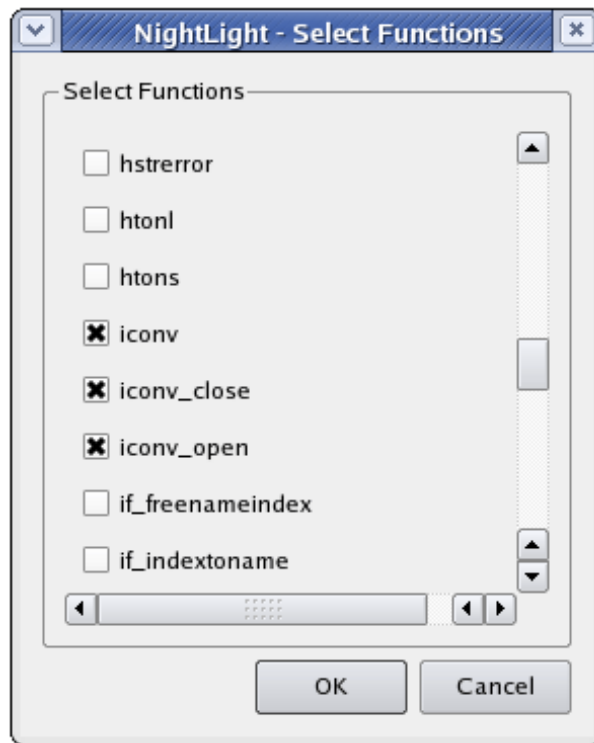 NightLight - Select Functions
Select Functions
hstrerror
htonl
htons
iconv
iconv_close
iconv_open
if_freenameindex
if_indextoname
OK
Cancel